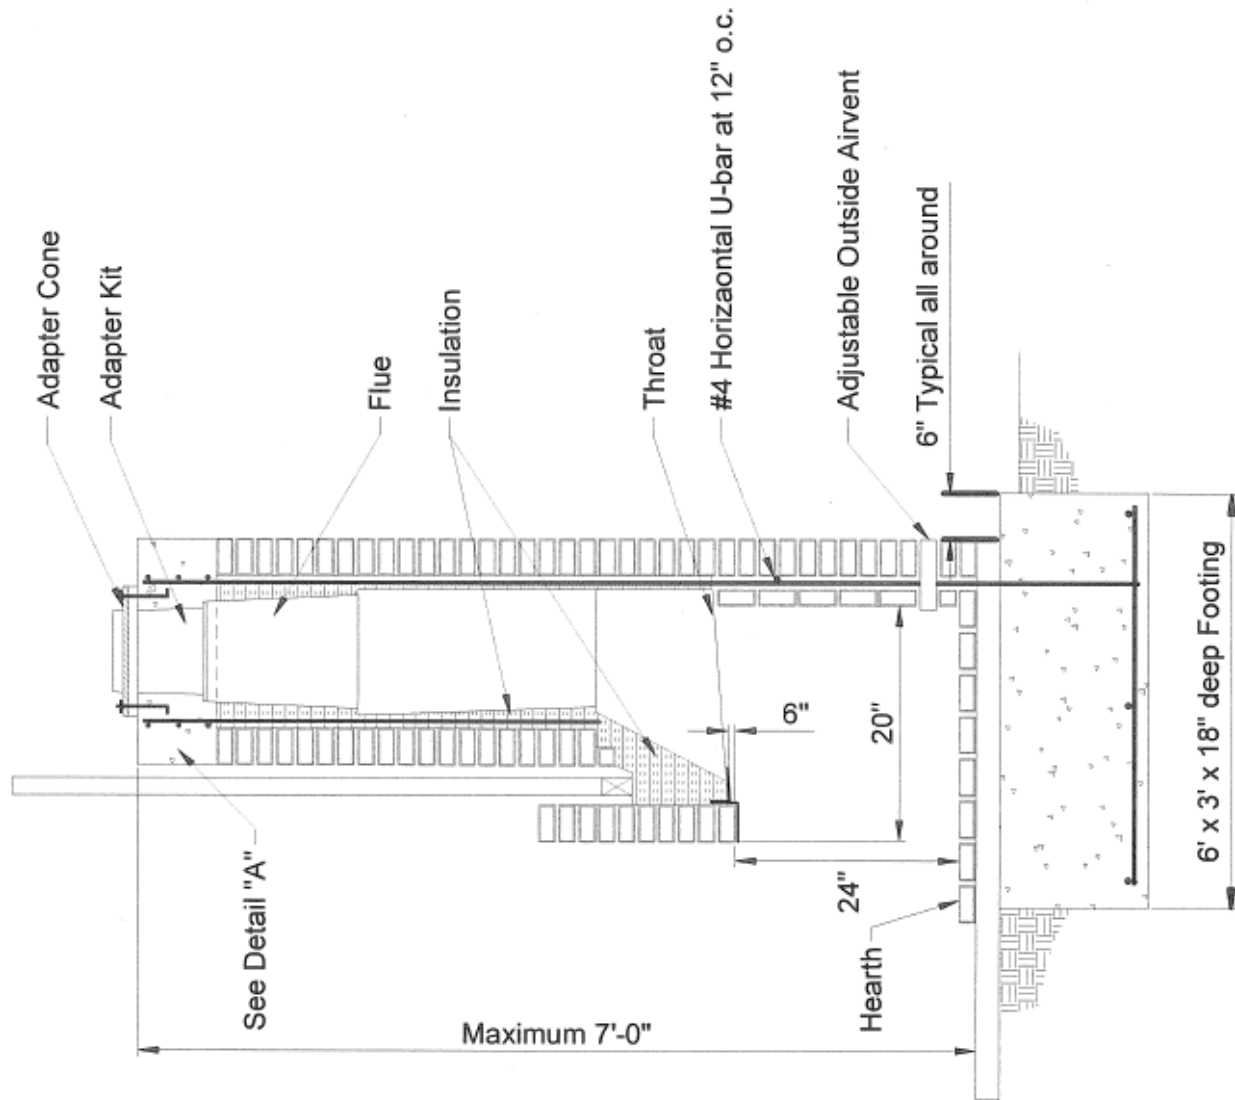 Adapter Cone
Adapter Kit
Flue
Insulation
Throat
#4 Horizaontal U-bar at 12" o.c.
Adjustable Outside Airvent
6" Typical all around
See Detail "A"
6"
20"
24"
Hearth
Maximum 7'-0"
6' x 3' x 18" deep Footing